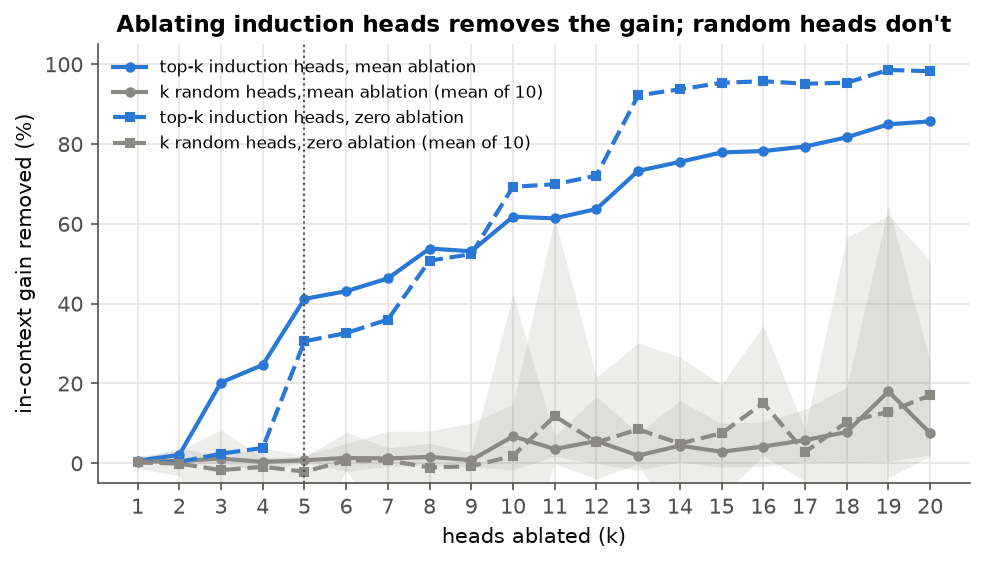 Ablating induction heads removes the gain; random heads don't
in-context gain removed (%)
100
80
60
40
20
0
top-k induction heads, mean ablation
k random heads, mean ablation (mean of 10)
top-k induction heads, zero ablation
k random heads, zero ablation (mean of 10)
1 2 3 4 5 6 7 8 9 10 11 12 13 14 15 16 17 18 19 20
heads ablated (k)